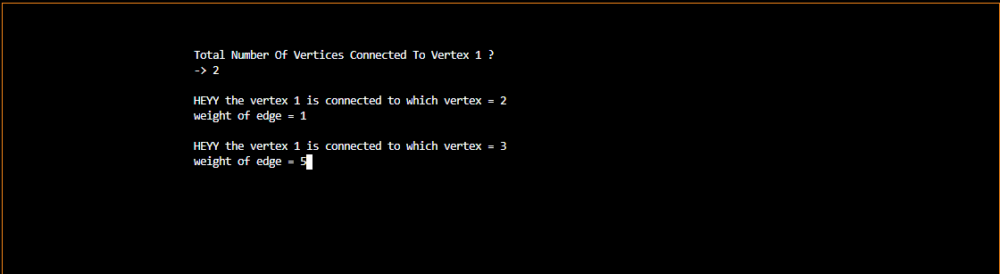 Total Number Of Vertices Connected To Vertex 1 ?
-> 2
HEYY the vertex 1 is connected to which vertex = 2
weight of edge = 1
HEYY the vertex 1 is connected to which vertex = 3
weight of edge = 5